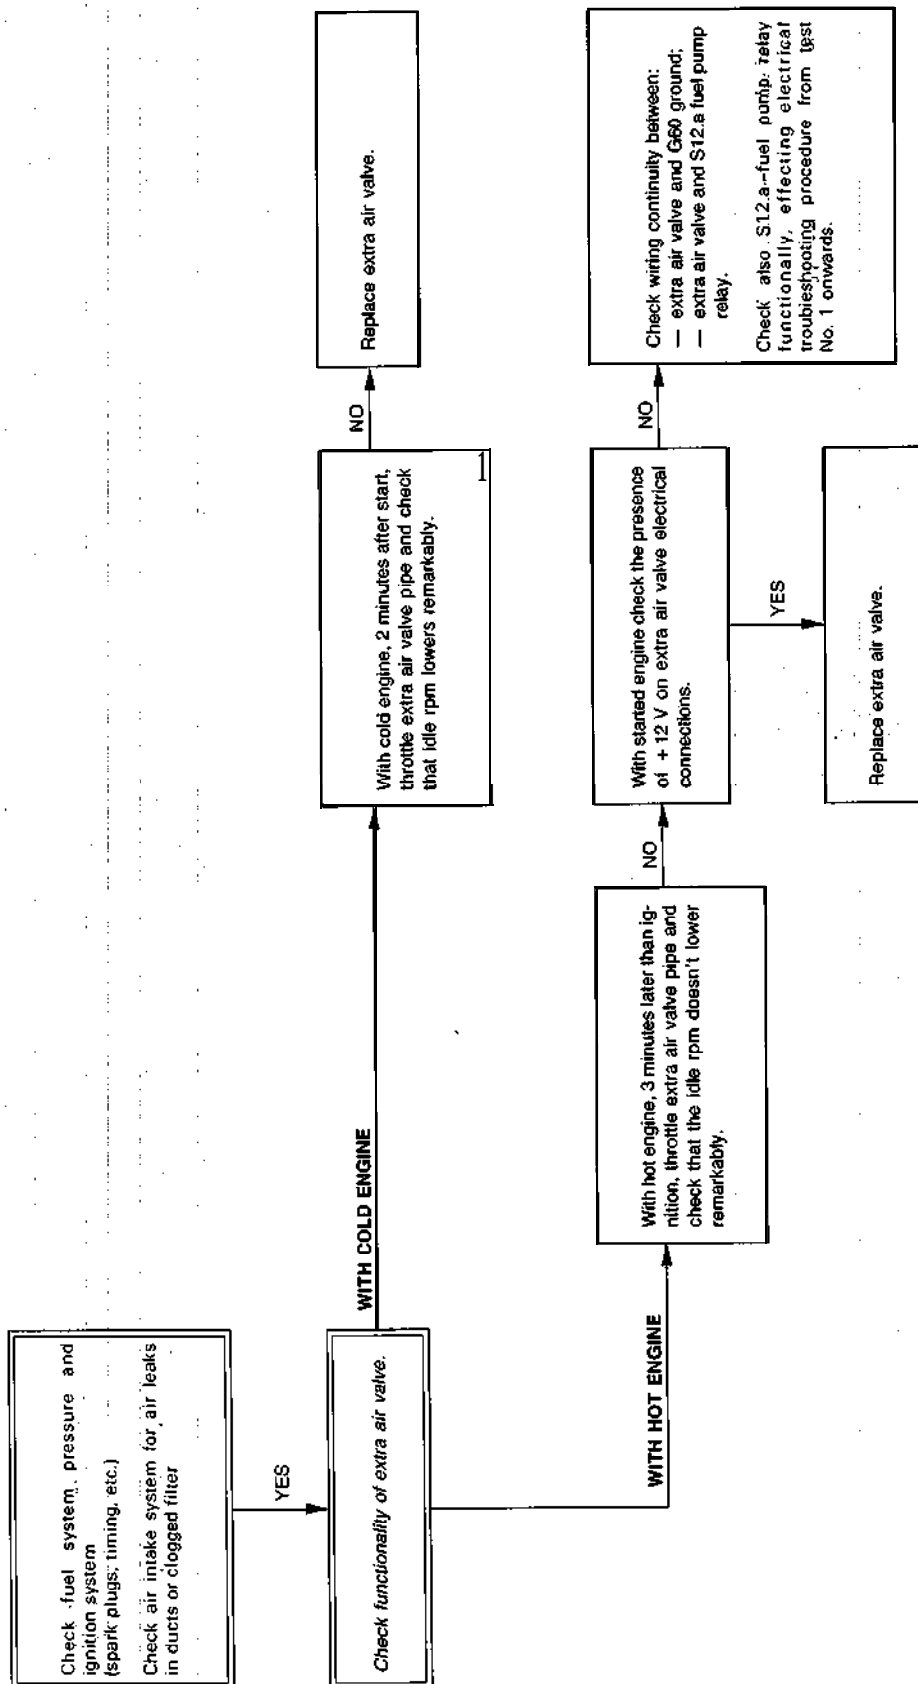 Check fuel system, pressure and
ignition system
(spark plugs, timing, etc.)
Check air intake system for air leaks
in ducts or clogged filter
YES
Check functionality of extra air valve.
WITH COLD ENGINE
With cold engine, 2 minutes after start,
throttle extra air valve pipe and check
that idle rpm lowers remarkably.
1
NO
Replace extra air valve.
WITH HOT ENGINE
With hot engine, 3 minutes later than ig-
nition, throttle extra air valve pipe and
check that the idle rpm doesn't lower
remarkably.
NO
With started engine check the presence
of + 12 V on extra air valve electrical
connections.
NO
Check wiring continuity between:
— extra air valve and G60 ground;
— extra air valve and S12.a fuel pump
relay.
Check also S12.a-fuel pump relay
functionally, effecting electrical
troubleshooting procedure from test
No. 1 onwards.
YES
Replace extra air valve.